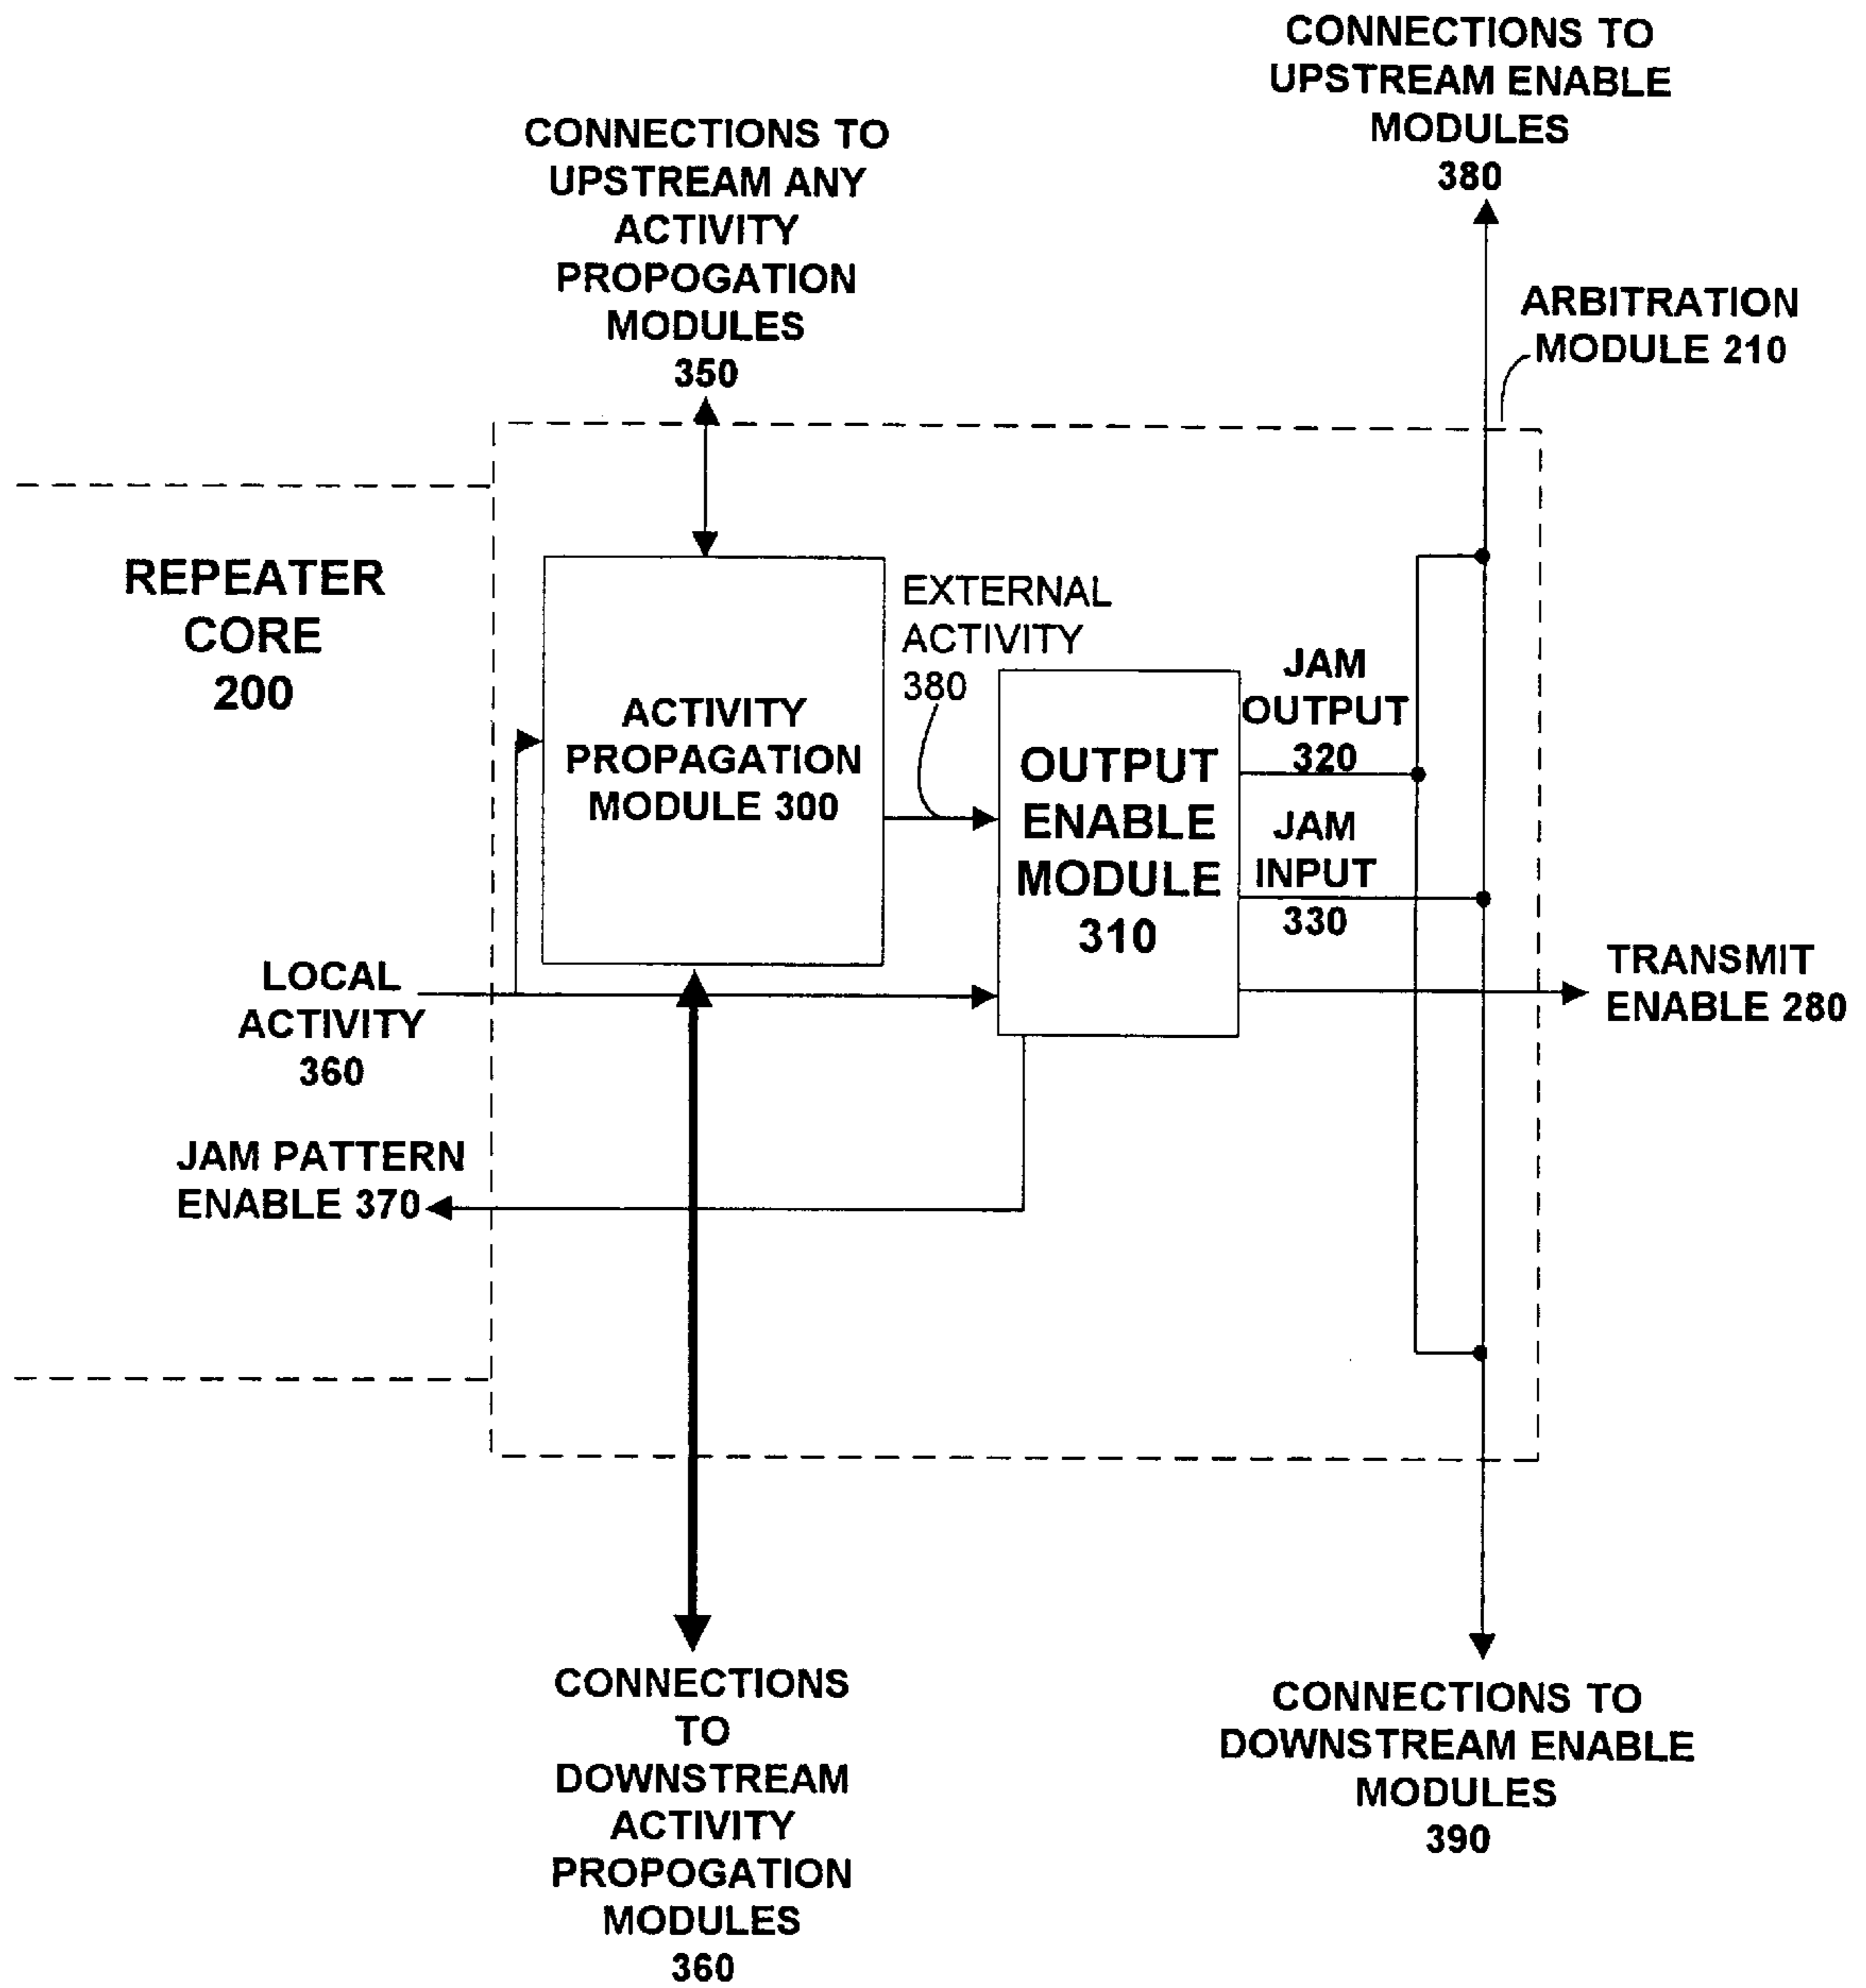 CONNECTIONS TO
UPSTREAM ENABLE
MODULES
380
CONNECTIONS TO
UPSTREAM ANY
ACTIVITY
PROPOGATION
MODULES
350
ARBITRATION
MODULE 210
REPEATER
CORE
200
EXTERNAL
ACTIVITY
380
ACTIVITY
PROPAGATION
MODULE 300
OUTPUT
ENABLE
MODULE
310
JAM
OUTPUT
320
JAM
INPUT
330
LOCAL
ACTIVITY
360
TRANSMIT
ENABLE 280
JAM PATTERN
ENABLE 370
CONNECTIONS
TO
DOWNSTREAM
ACTIVITY
PROPOGATION
MODULES
360
CONNECTIONS TO
DOWNSTREAM ENABLE
MODULES
390